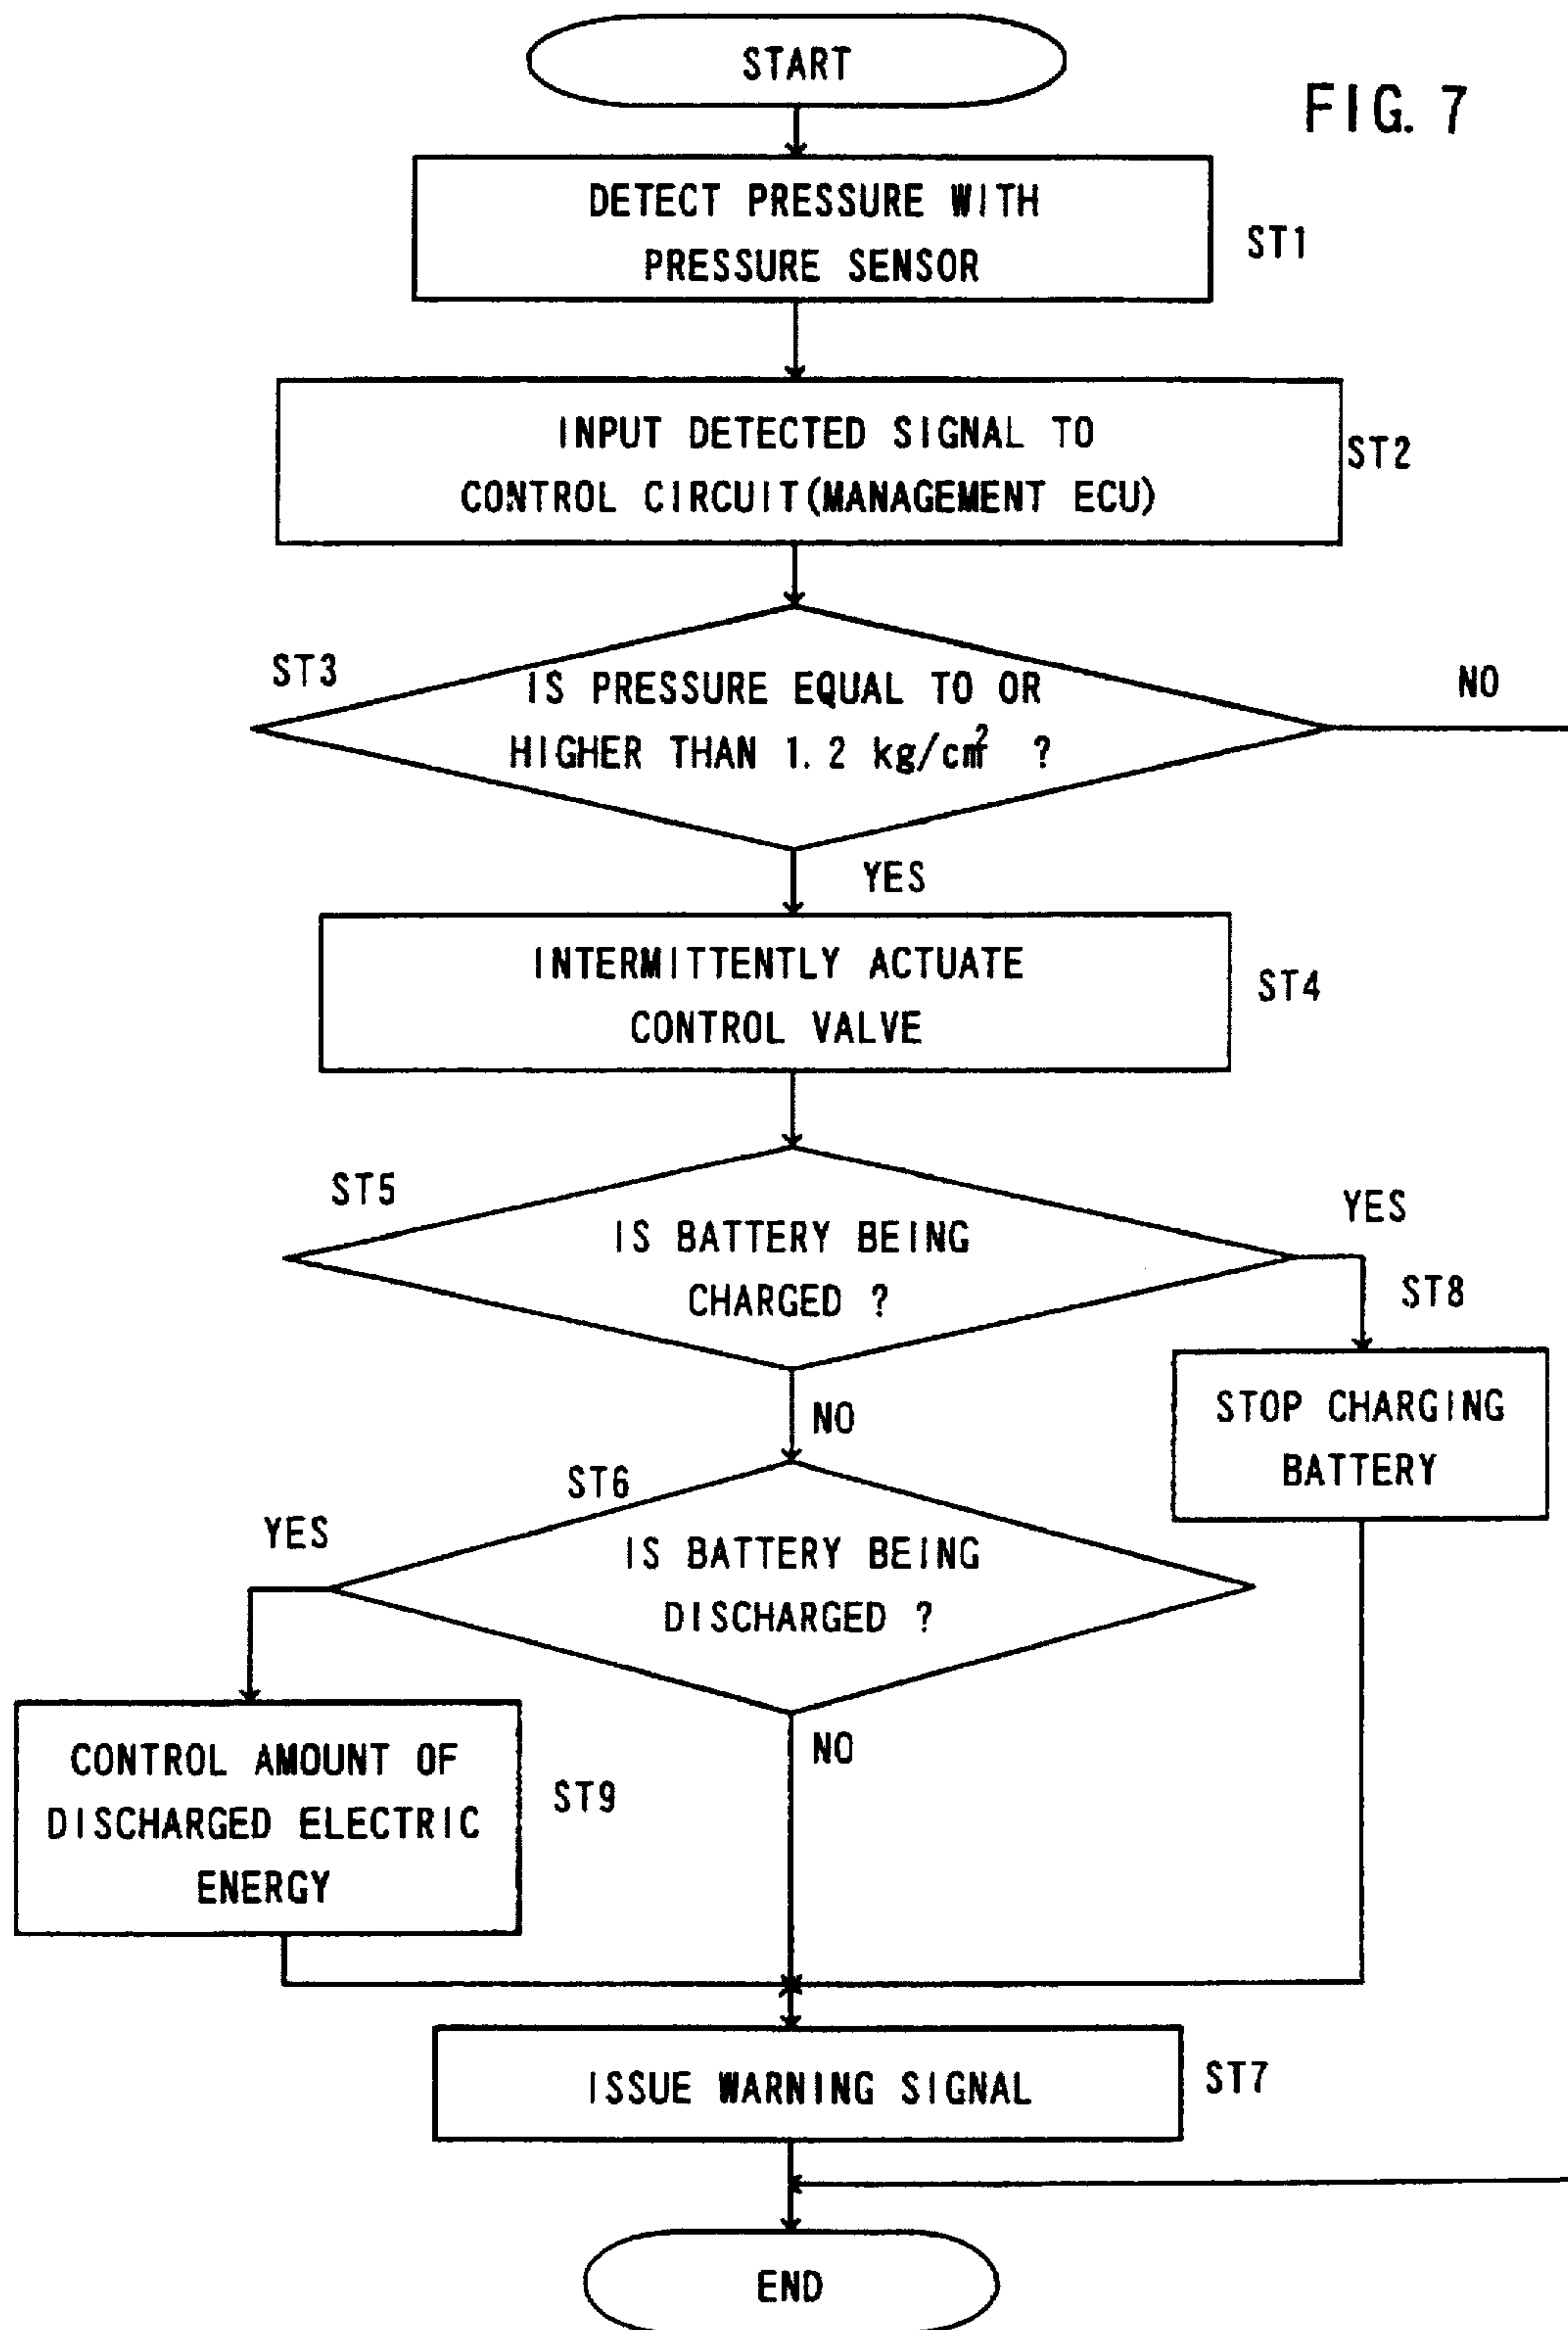 START
FIG. 7
DETECT PRESSURE WITH
PRESSURE SENSOR
ST1
INPUT DETECTED SIGNAL TO
CONTROL CIRCUIT(MANAGEMENT ECU)
ST2
ST3
IS PRESSURE EQUAL TO OR
HIGHER THAN 1.2 kg/cm² ?
NO
YES
INTERMITTENTLY ACTUATE
CONTROL VALVE
ST4
ST5
IS BATTERY BEING
CHARGED ?
YES
ST8
STOP CHARGING
BATTERY
NO
ST6
YES
IS BATTERY BEING
DISCHARGED ?
NO
CONTROL AMOUNT OF
DISCHARGED ELECTRIC
ENERGY
ST9
ISSUE WARNING SIGNAL
ST7
END